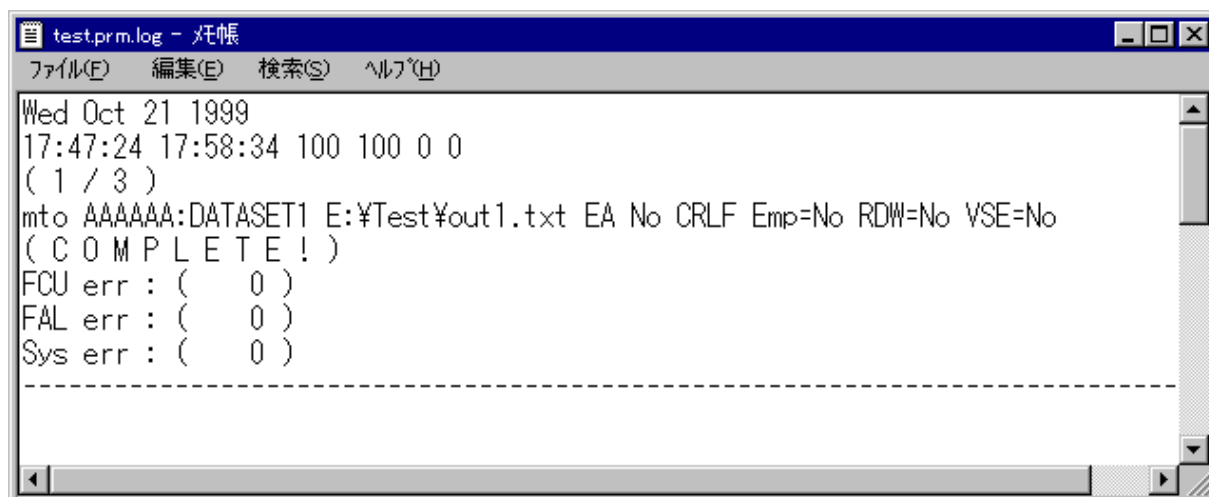 test.prm.log - ﾒﾓ帳
ﾌｧｲﾙ(F) 編集(E) 検索(S) ﾍﾙﾌﾟ(H)
Wed Oct 21 1999
17:47:24 17:58:34 100 100 0 0
( 1 / 3 )
mto AAAAAA:DATASET1 E:¥Test¥out1.txt EA No CRLF Emp=No RDW=No VSE=No
( C O M P L E T E ! )
FCU err : (    0 )
FAL err : (    0 )
Sys err : (    0 )
-----------------------------------------------------------------------------